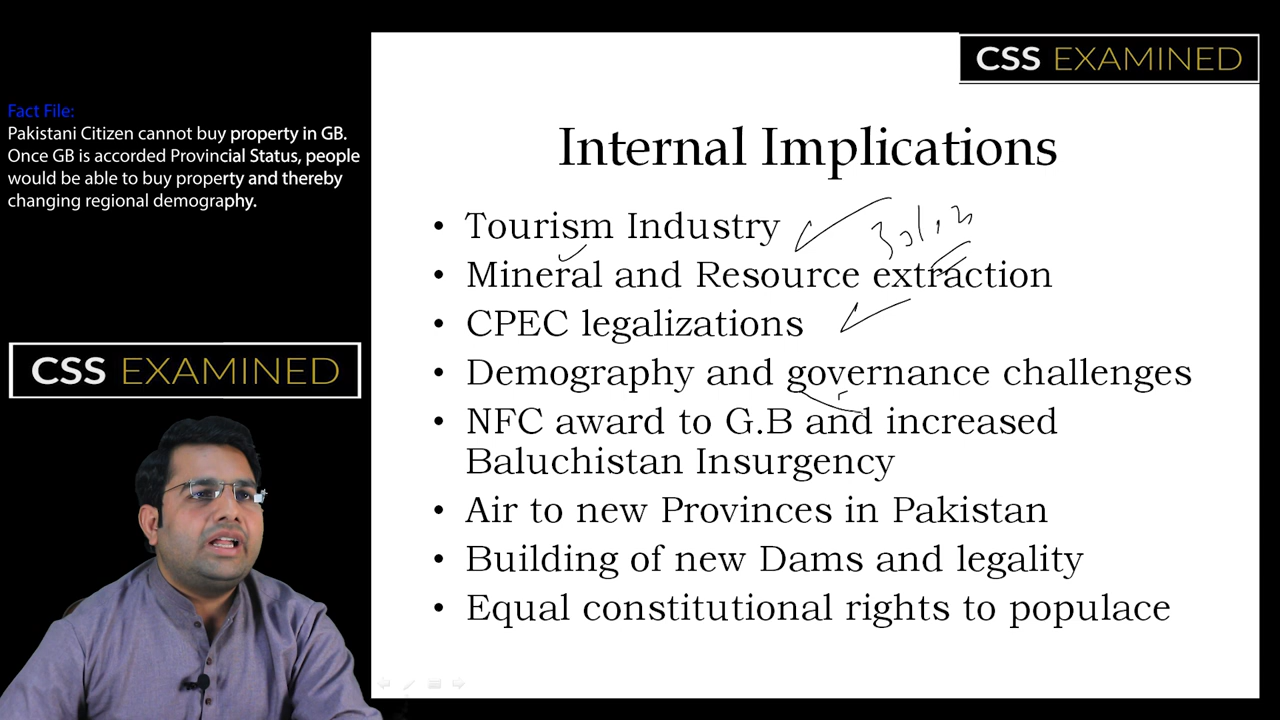 CSS EXAMINED
Fact File:
Pakistani Citizen cannot buy property in GB.
Once GB is accorded Provincial Status, people
would be able to buy property and thereby
changing regional demography.
CSS EXAMINED
Internal Implications
• Tourism Industry
• Mineral and Resource extraction
• CPEC legalizations
• Demography and governance challenges
• NFC award to G.B and increased
Baluchistan Insurgency
• Air to new Provinces in Pakistan
• Building of new Dams and legality
• Equal constitutional rights to populace